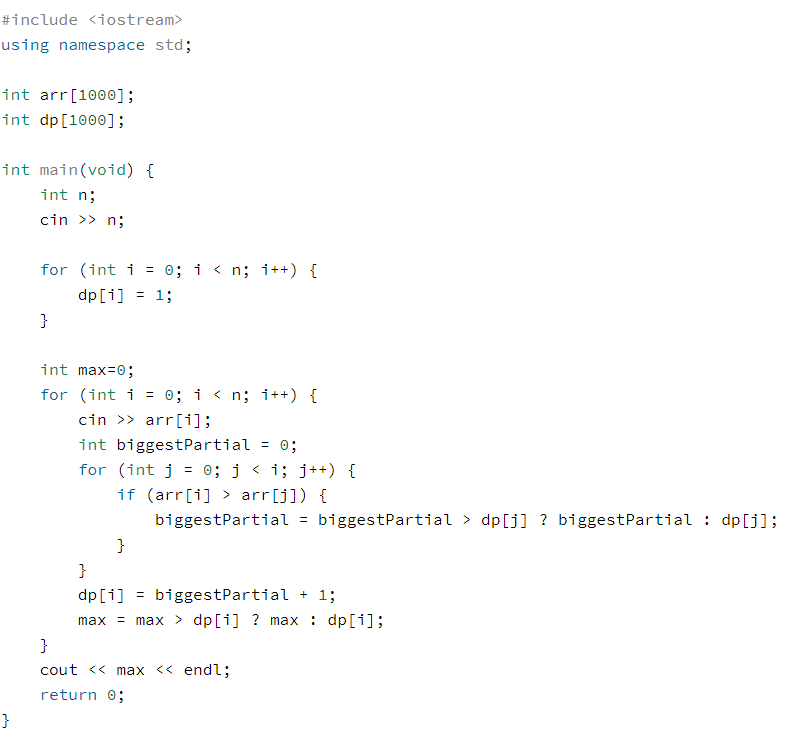 #include <iostream>
using namespace std;

int arr[1000];
int dp[1000];

int main(void) {
    int n;
    cin >> n;

    for (int i = 0; i < n; i++) {
        dp[i] = 1;
    }

    int max=0;
    for (int i = 0; i < n; i++) {
        cin >> arr[i];
        int biggestPartial = 0;
        for (int j = 0; j < i; j++) {
            if (arr[i] > arr[j]) {
                biggestPartial = biggestPartial > dp[j] ? biggestPartial : dp[j];
            }
        }
        dp[i] = biggestPartial + 1;
        max = max > dp[i] ? max : dp[i];
    }
    cout << max << endl;
    return 0;
}